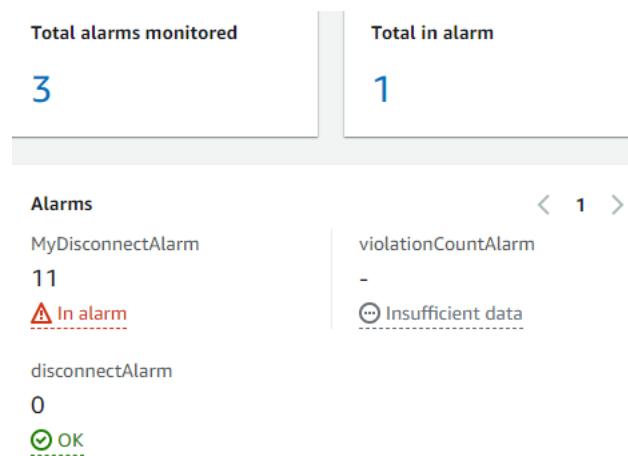 Total alarms monitored
3
Total in alarm
1
Alarms
1
MyDisconnectAlarm
11
In alarm
violationCountAlarm
-
Insufficient data
disconnectAlarm
0
OK